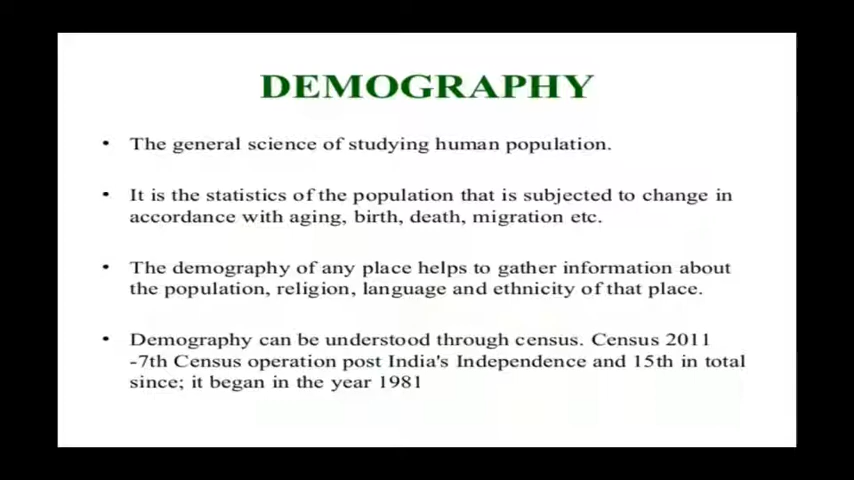 DEMOGRAPHY
• The general science of studying human population.
• It is the statistics of the population that is subjected to change in
accordance with aging, birth, death, migration etc.
• The demography of any place helps to gather information about
the population, religion, language and ethnicity of that place.
• Demography can be understood through census. Census 2011
-7th Census operation post India's Independence and 15th in total
since; it began in the year 1981